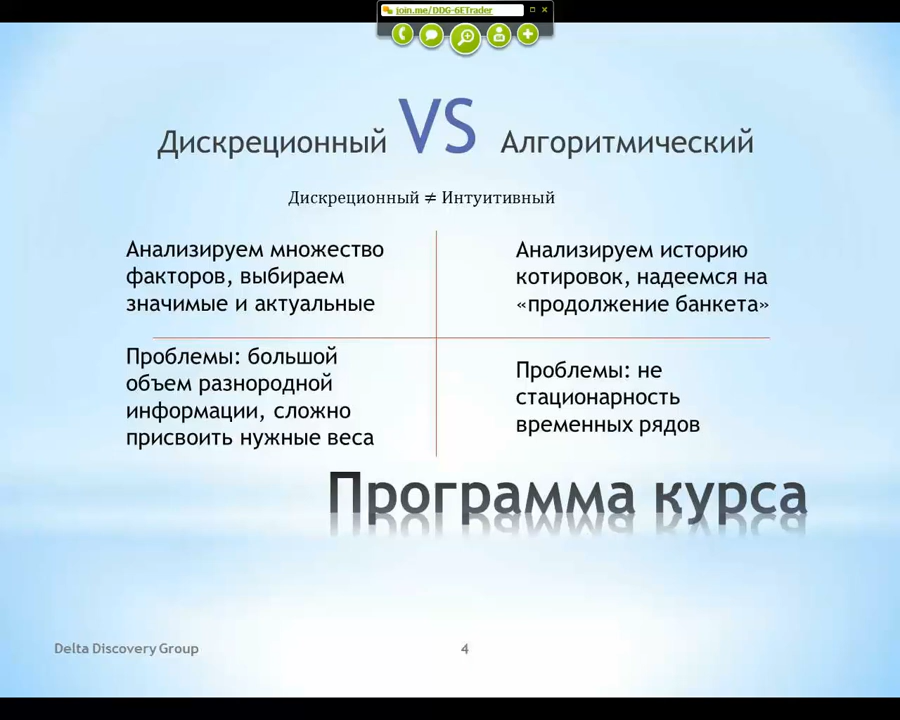 join.me/DDG-6ETrader
Дискреционный VS Алгоритмический
Дискреционный ≠ Интуитивный
Анализируем множество
факторов, выбираем
значимые и актуальные
Анализируем историю
котировок, надеемся на
«продолжение банкета»
Проблемы: большой
объем разнородной
информации, сложно
присвоить нужные веса
Проблемы: не
стационарность
временных рядов
Программа курса
Delta Discovery Group
4